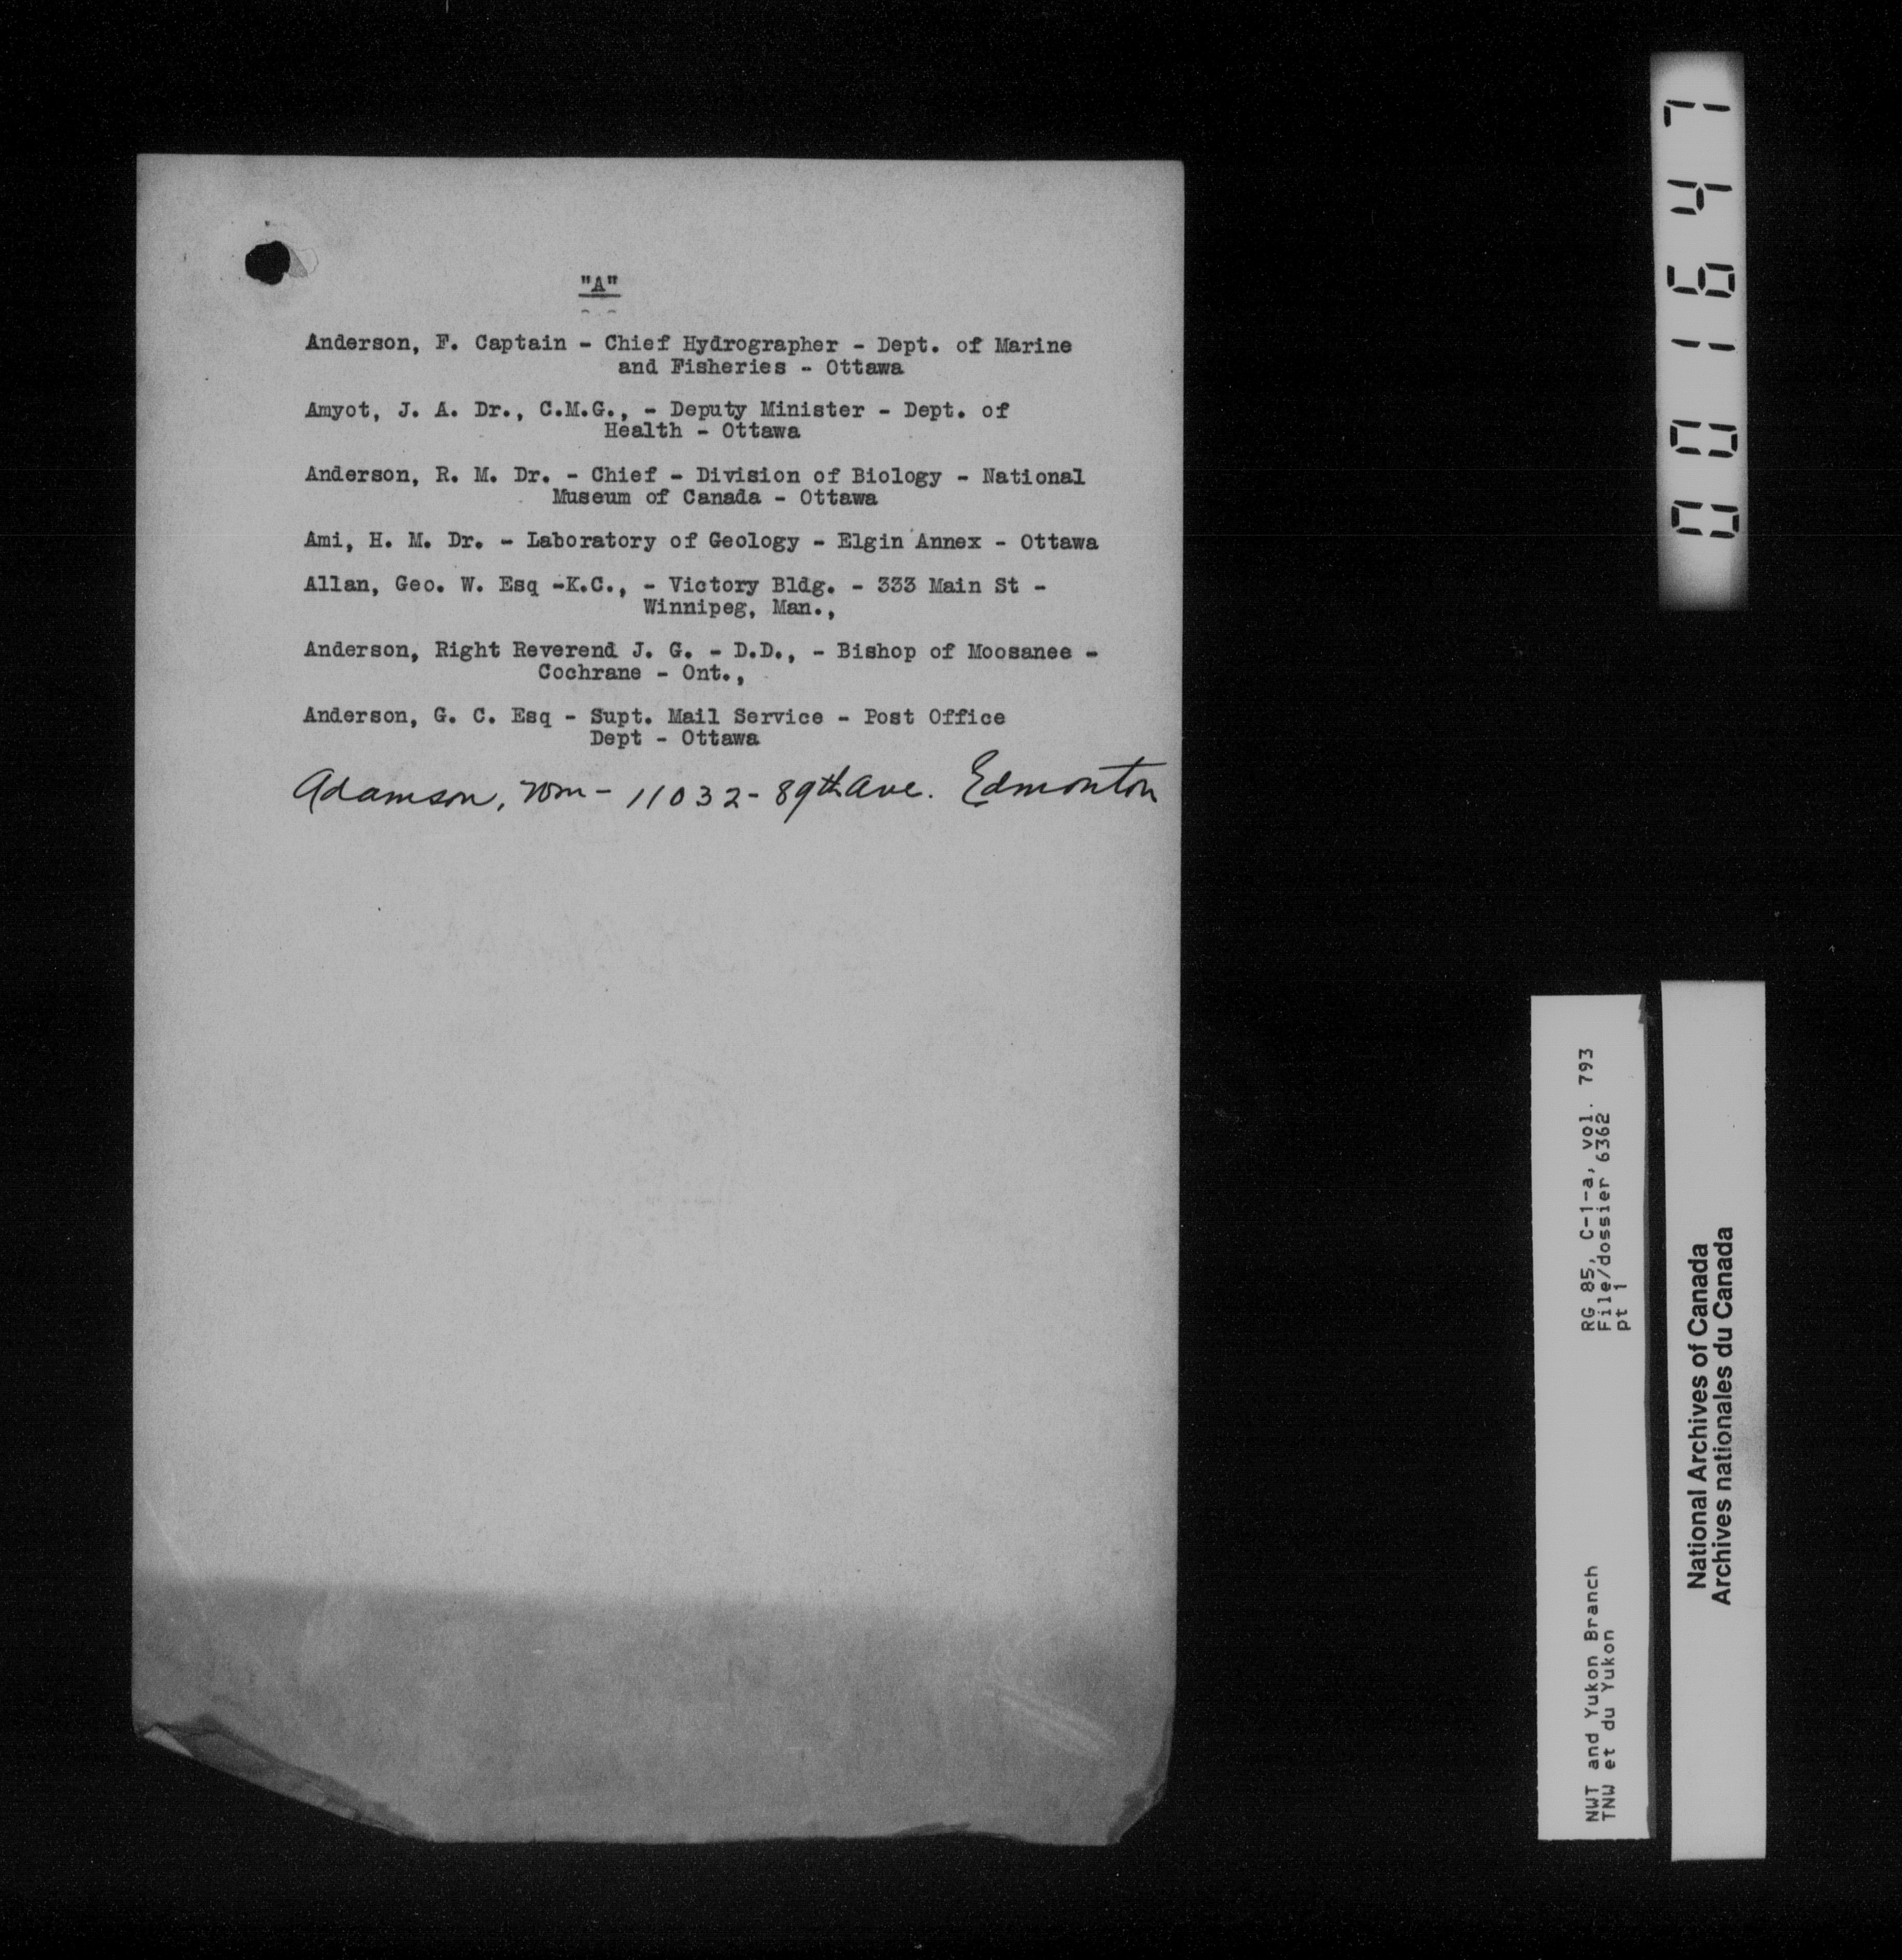 "A"
Anderson, F. Captain - Chief Hydrographer - Dept. of Marine
and Fisheries - Ottawa
Amyot, J. A. Dr., C.M.G., - Deputy Minister - Dept. of
Health - Ottawa
Anderson, R. M. Dr. - Chief - Division of Biology - National
Museum of Canada - Ottawa
Ami, H. M. Dr. - Laboratory of Geology - Elgin Annex - Ottawa
Allan, Geo. W. Esq -K.C., - Victory Bldg. - 333 Main St -
Winnipeg, Man.,
Anderson, Right Reverend J. G. - D.D., - Bishop of Moosanee -
Cochrane - Ont.,
Anderson, G. C. Esq - Supt. Mail Service - Post Office
Dept - Ottawa
Adamson, Wm - 11032 - 89th Ave. Edmonton
001647
NWT and Yukon Branch RG 85, C-1-a, vol. 793
TNW et du Yukon File/dossier 6362
pt 1
National Archives of Canada
Archives nationales du Canada